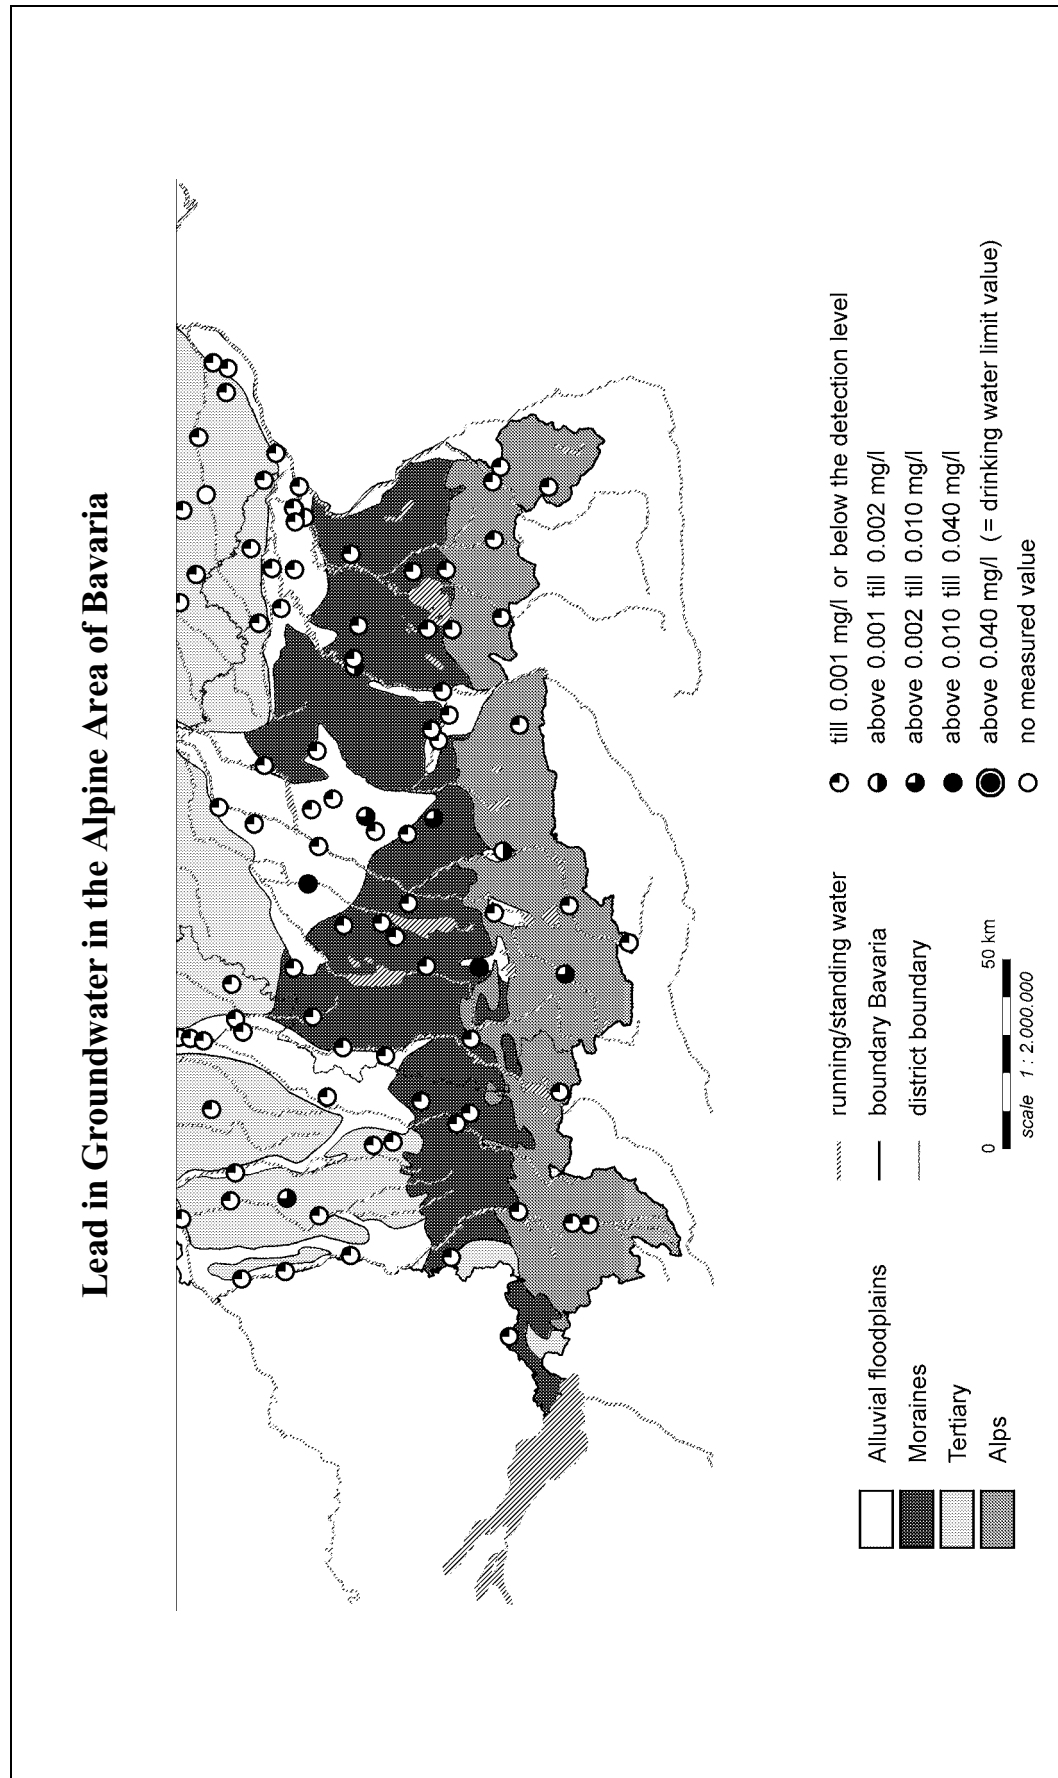 Lead in Groundwater in the Alpine Area of Bavaria
Alluvial floodplains
Moraines
Tertiary
Alps
running/standing water
boundary Bavaria
district boundary
0
50 km
scale 1 : 2.000.000
till 0.001 mg/l or below the detection level
above 0.001 till 0.002 mg/l
above 0.002 till 0.010 mg/l
above 0.010 till 0.040 mg/l
above 0.040 mg/l (= drinking water limit value)
no measured value